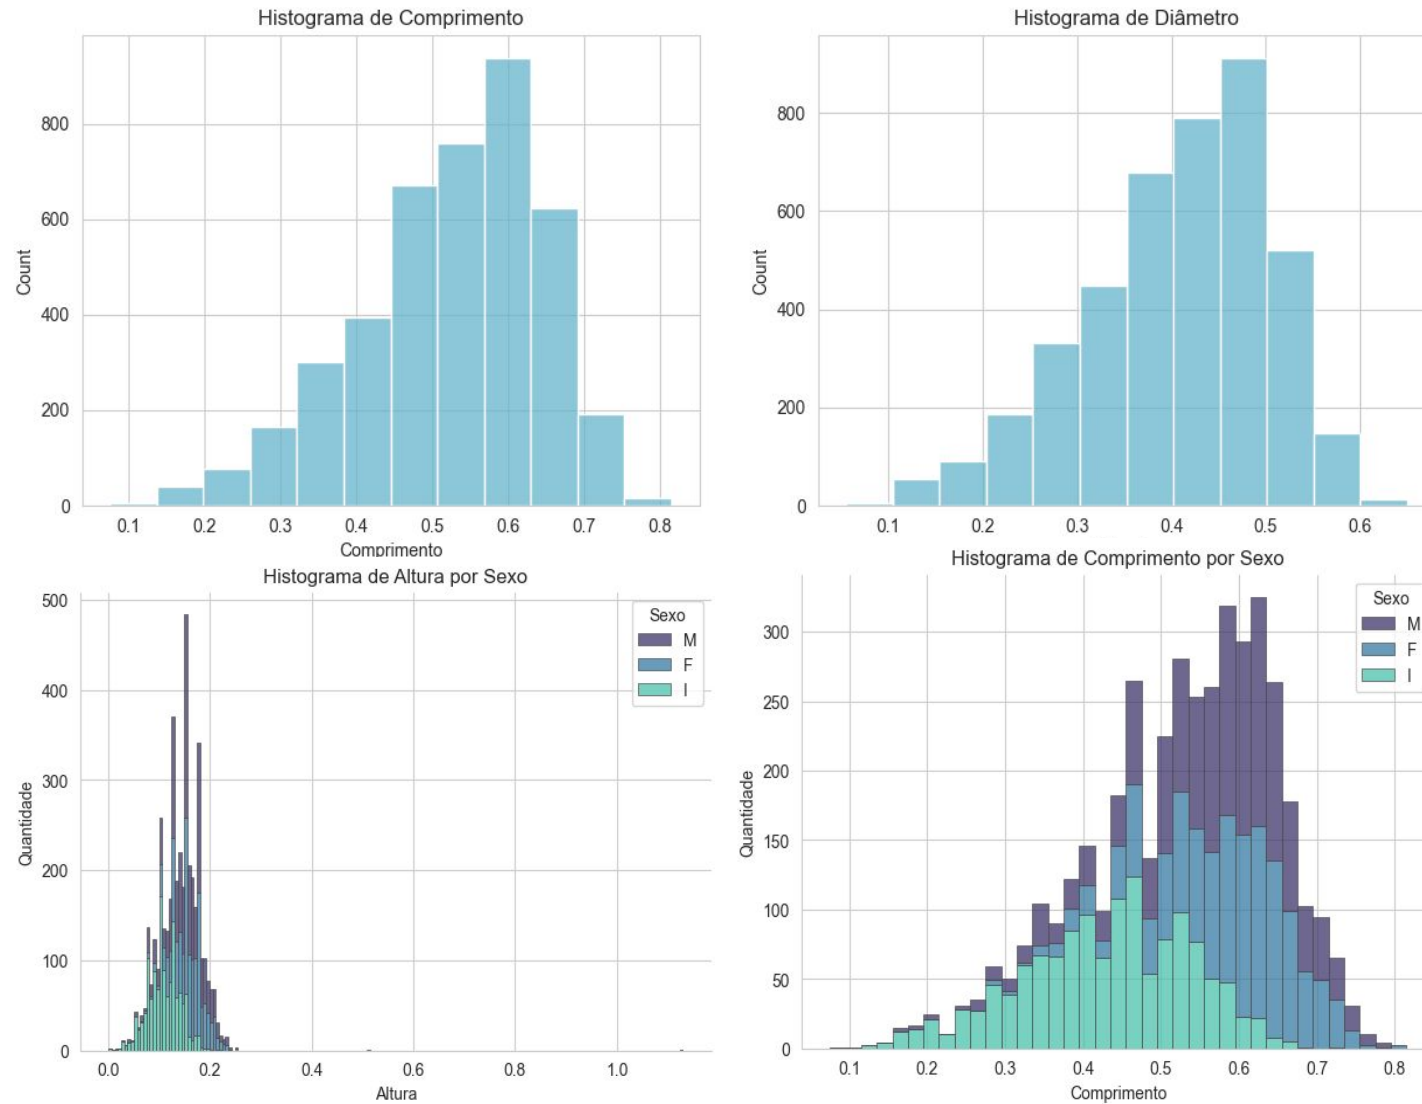 Histograma de Comprimento
800
600
400
200
0
Count
0.1 0.2 0.3 0.4 0.5 0.6 0.7 0.8
Comprimento
Histograma de Diâmetro
800
600
400
200
0
Count
0.1 0.2 0.3 0.4 0.5 0.6
Histograma de Altura por Sexo
500
400
300
200
100
0
Quantidade
Sexo
M
F
I
0.0 0.2 0.4 0.6 0.8 1.0
Altura
Histograma de Comprimento por Sexo
300
250
200
150
100
50
0
Quantidade
Sexo
M
F
I
0.1 0.2 0.3 0.4 0.5 0.6 0.7 0.8
Comprimento